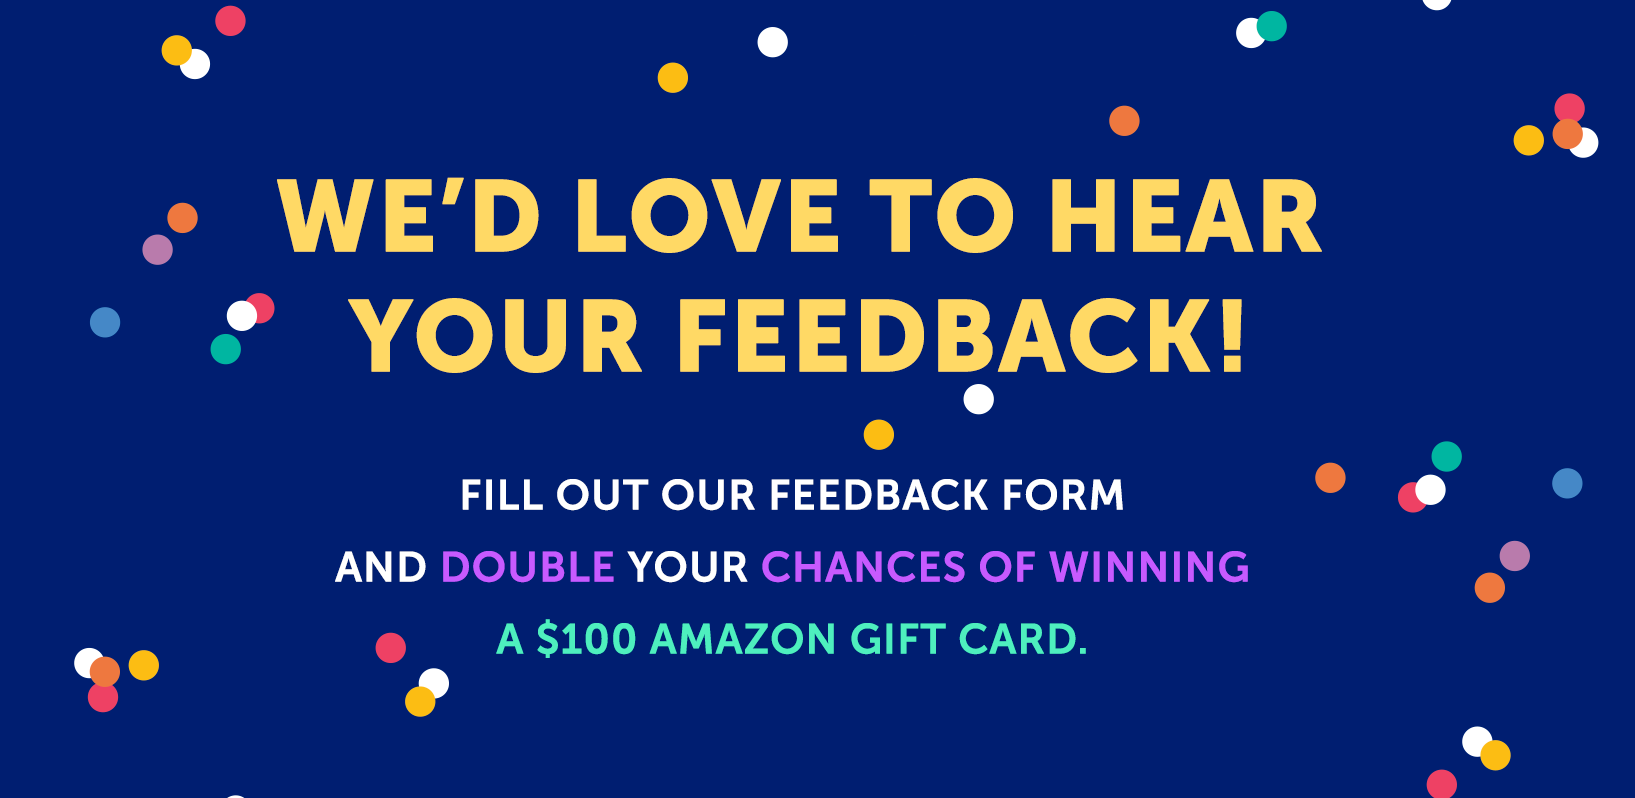 WE’D LOVE TO HEAR
YOUR FEEDBACK!
FILL OUT OUR FEEDBACK FORM
AND DOUBLE YOUR CHANCES OF WINNING
A $100 AMAZON GIFT CARD.